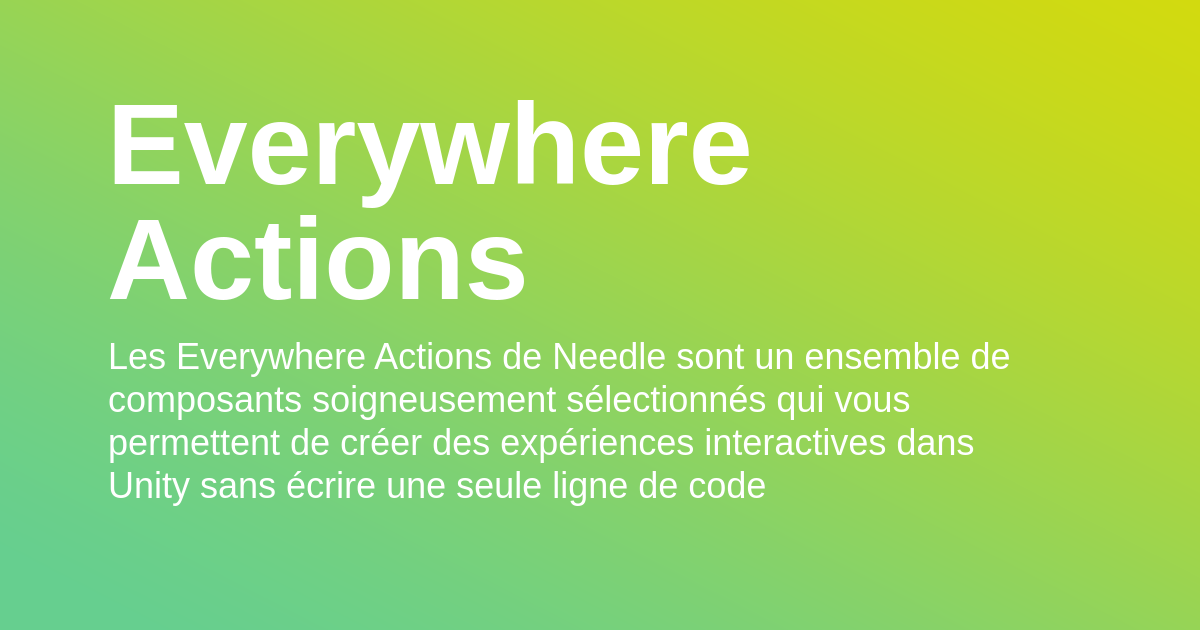 Everywhere
Actions
Les Everywhere Actions de Needle sont un ensemble de
composants soigneusement sélectionnés qui vous
permettent de créer des expériences interactives dans
Unity sans écrire une seule ligne de code